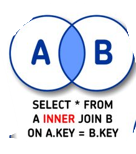 A B
SELECT * FROM
A INNER JOIN B
ON A.KEY = B.KEY